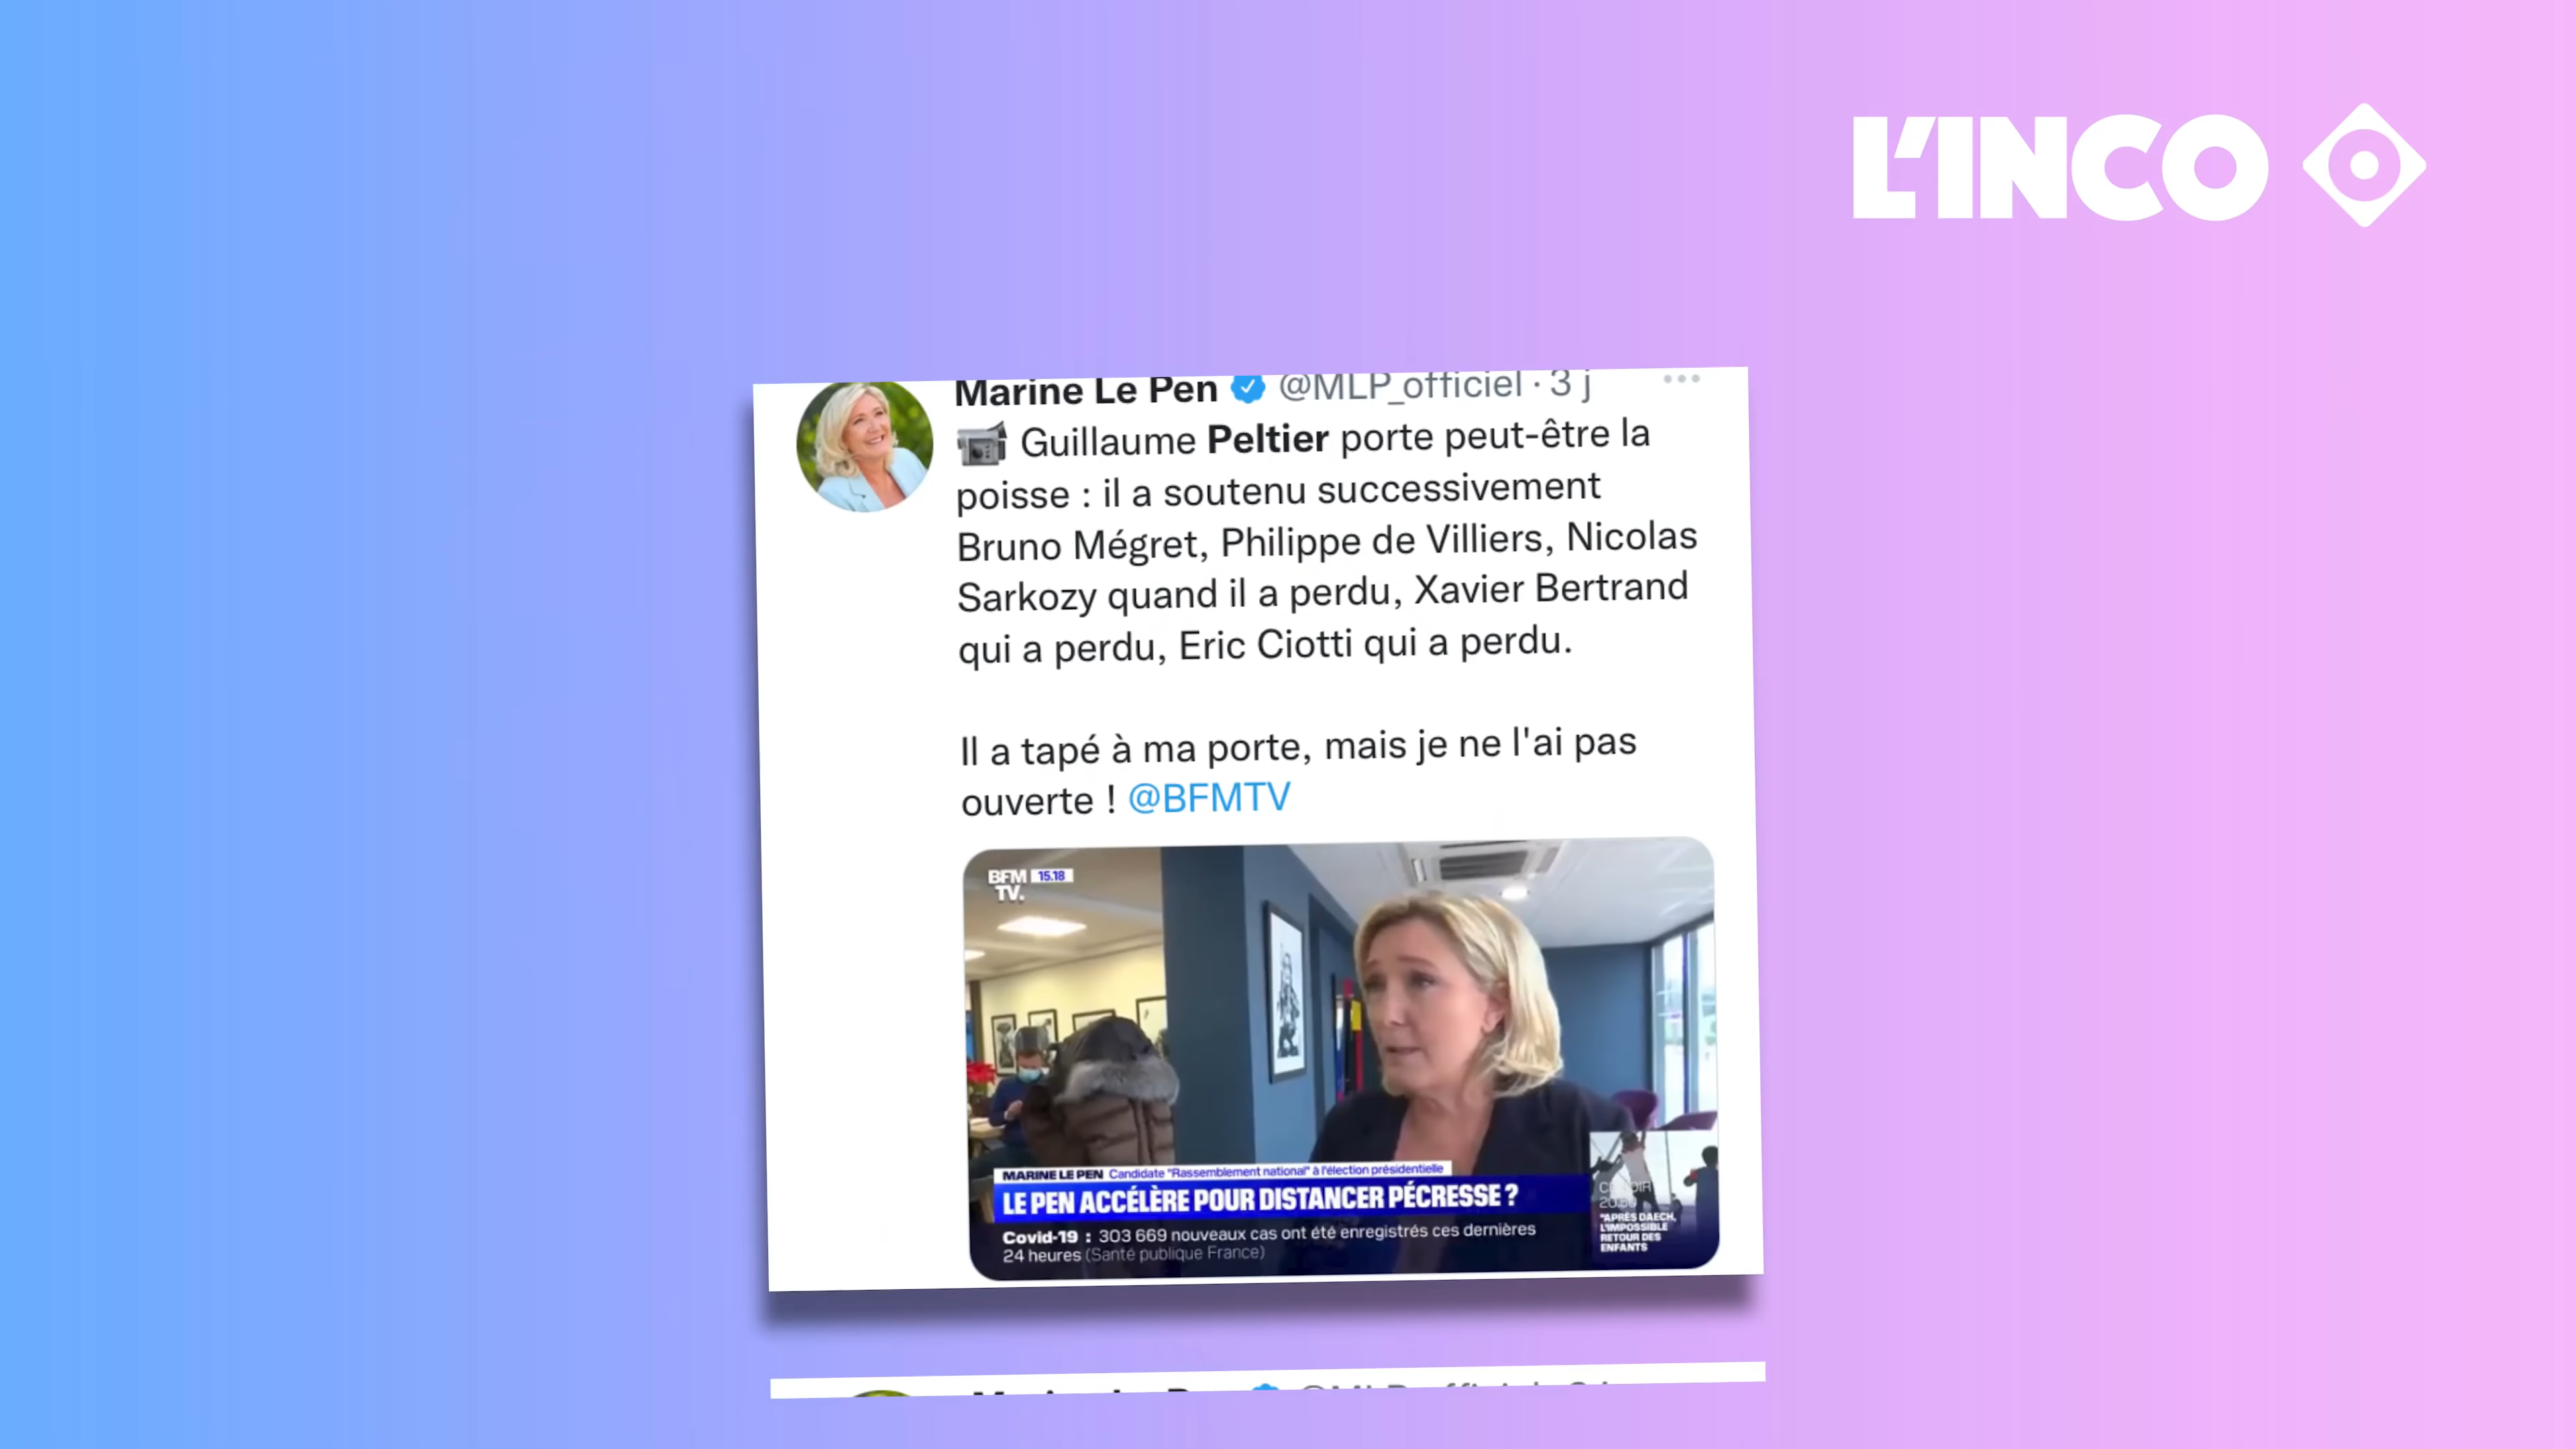 L'INCO
Marine Le Pen @MLP_officiel · 3 j
Guillaume Peltier porte peut-être la
poisse : il a soutenu successivement
Bruno Mégret, Philippe de Villiers, Nicolas
Sarkozy quand il a perdu, Xavier Bertrand
qui a perdu, Eric Ciotti qui a perdu.
Il a tapé à ma porte, mais je ne l'ai pas
ouverte ! @BFMTV
BFM 15.18
TV.
MARINE LE PEN Candidate "Rassemblement national" à l'élection présidentielle
LE PEN ACCÉLÈRE POUR DISTANCER PÉCRESSE ?
Covid-19 : 303 669 nouveaux cas ont été enregistrés ces dernières
24 heures (Santé publique France)
"APRÈS DAECH,
L'IMPOSSIBLE
RETOUR DES
ENFANTS